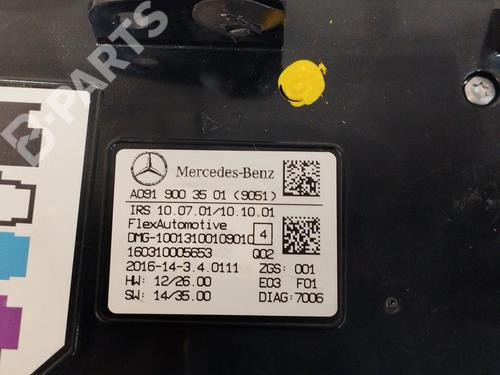 B-PARTS
Mercedes-Benz
A091 900 35 01 (9051)
IRS 10.07.01/10.10.01
FlexAutomotive
DMG-10013100109010 4
160310005653 Q02
2016-14-3.4.0111 ZGS: 001
HW: 12/26.00 E03 F01
SW: 14/35.00 DIAG:7006